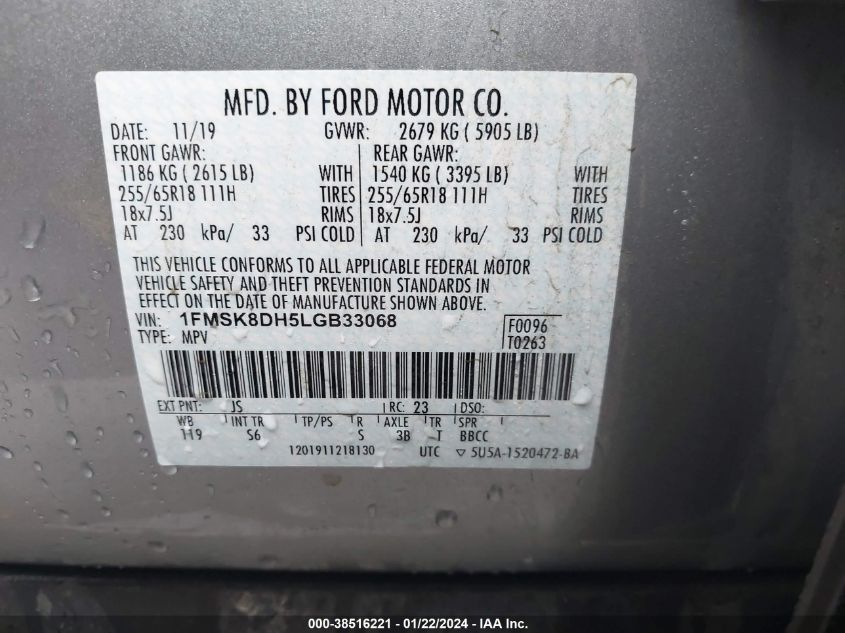 MFD. BY FORD MOTOR CO.
DATE: 11/19 GVWR: 2679 KG ( 5905 LB)
FRONT GAWR: REAR GAWR:
1186 KG ( 2615 LB) WITH 1540 KG ( 3395 LB) WITH
255/65R18 111H TIRES 255/65R18 111H TIRES
18x7.5J RIMS 18x7.5J RIMS
AT 230 kPa/ 33 PSI COLD AT 230 kPa/ 33 PSI COLD
THIS VEHICLE CONFORMS TO ALL APPLICABLE FEDERAL MOTOR
VEHICLE SAFETY AND THEFT PREVENTION STANDARDS IN
EFFECT ON THE DATE OF MANUFACTURE SHOWN ABOVE.
VIN: 1FMSK8DH5LGB33068 F0096
TYPE: MPV T0263
EXT PNT: JS RC: 23 DSO:
WB INT TR TP/PS R AXLE TR SPR
119 S6 S 3B T BBCC
1201911218130 UTC ▽ 5U5A-1520472-BA
000-38516221 - 01/22/2024 - IAA Inc.